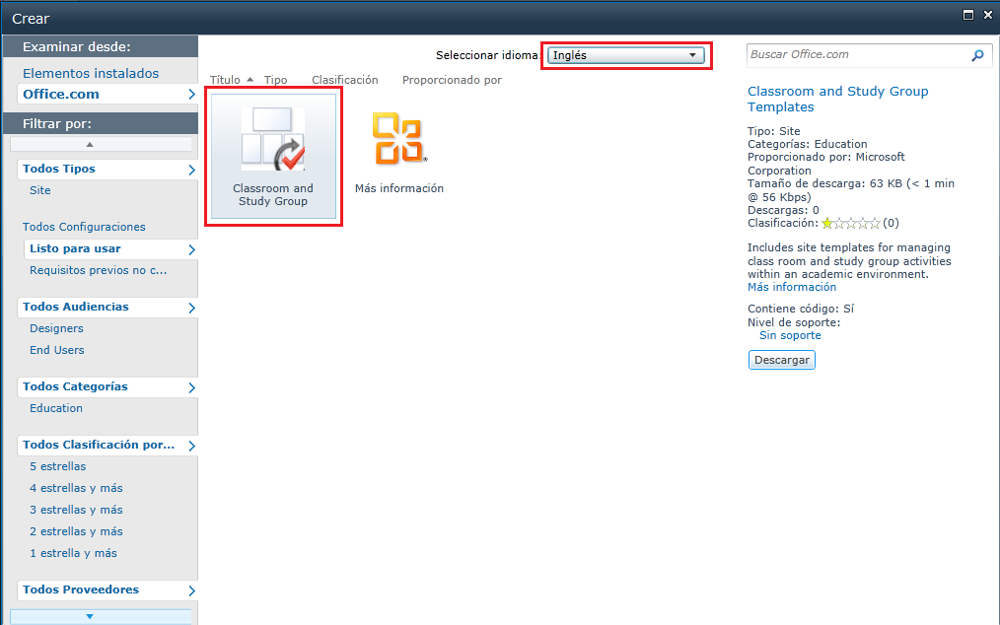 Crear
Examinar desde:
Elementos instalados
Office.com
Filtrar por:
Todos Tipos
Site
Todos Configuraciones
Listo para usar
Requisitos previos no c...
Todos Audiencias
Designers
End Users
Todos Categorías
Education
Todos Clasificación por...
5 estrellas
4 estrellas y más
3 estrellas y más
2 estrellas y más
1 estrella y más
Todos Proveedores
Seleccionar idioma: Inglés
Título Tipo Clasificación Proporcionado por
Classroom and
Study Group
Más información
Buscar Office.com
Classroom and Study Group
Templates
Tipo: Site
Categorías: Education
Proporcionado por: Microsoft
Corporation
Tamaño de descarga: 63 KB (< 1 min
@ 56 Kbps)
Descargas: 0
Clasificación: (0)
Includes site templates for managing
class room and study group activities
within an academic environment.
Más información
Contiene código: Sí
Nivel de soporte:
Sin soporte
Descargar